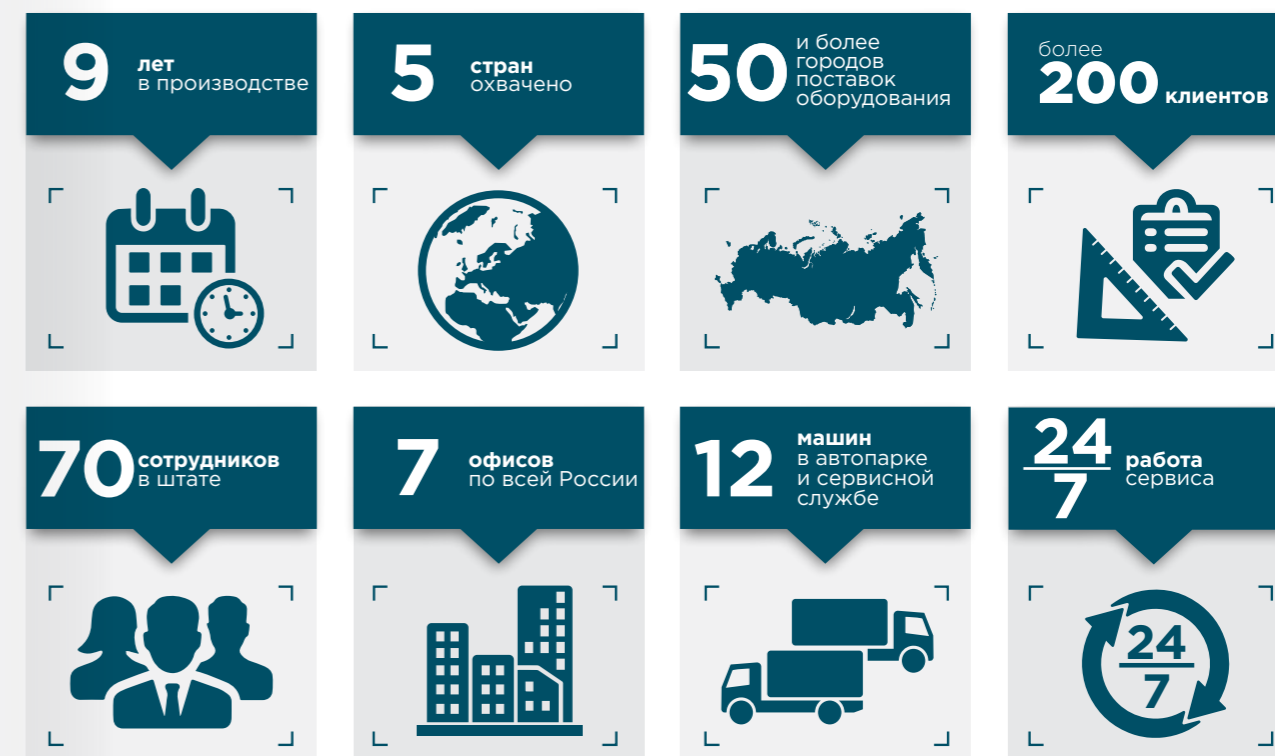 9
лет
в производстве
5
стран
охвачено
50
и более
городов
поставок
оборудования
более
200 клиентов
70
сотрудников
в штате
7
офисов
по всей России
12
машин
в автопарке
и сервисной
службе
24
7
работа
сервиса
24
7